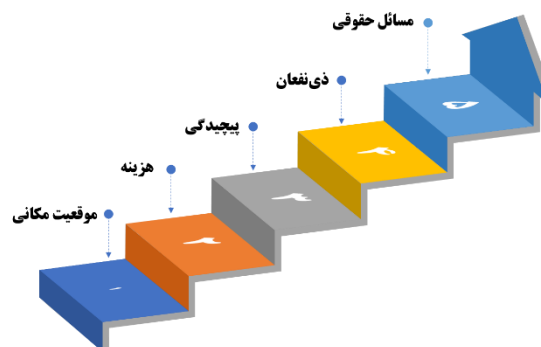 مسائل حقوقی
۵
ذی‌نفعان
۴
پیچیدگی
۳
هزینه
۲
موقعیت مکانی
۱